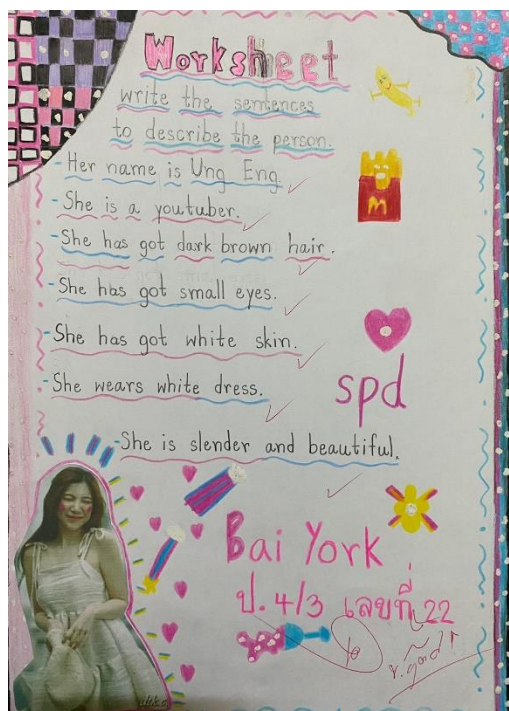 Worksheet
write the sentences
to describe the person.
- Her name is Ung Eng.
- She is a youtuber.
- She has got dark brown hair.
- She has got small eyes.
- She has got white skin.
- She wears white dress.
spd
- She is slender and beautiful.
Bai York
ป. 4/3 เลขที่ 22
M